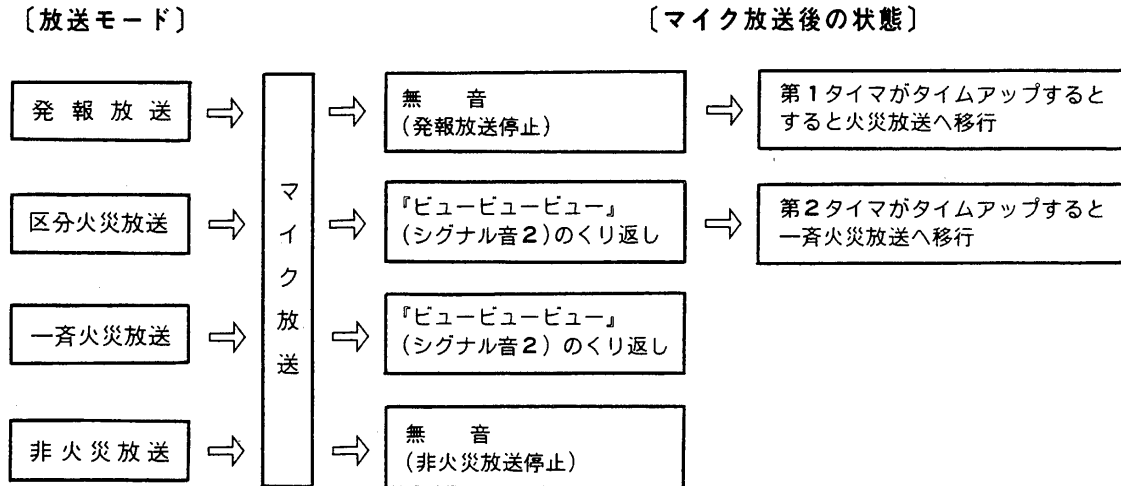 〔放送モード〕
〔マイク放送後の状態〕
発報放送
無音
(発報放送停止)
第1タイマがタイムアップすると
すると火災放送へ移行
マイク放送
区分火災放送
『ビュービュービュー』
(シグナル音2)のくり返し
第2タイマがタイムアップすると
一斉火災放送へ移行
一斉火災放送
『ビュービュービュー』
(シグナル音2)のくり返し
非火災放送
無音
(非火災放送停止)